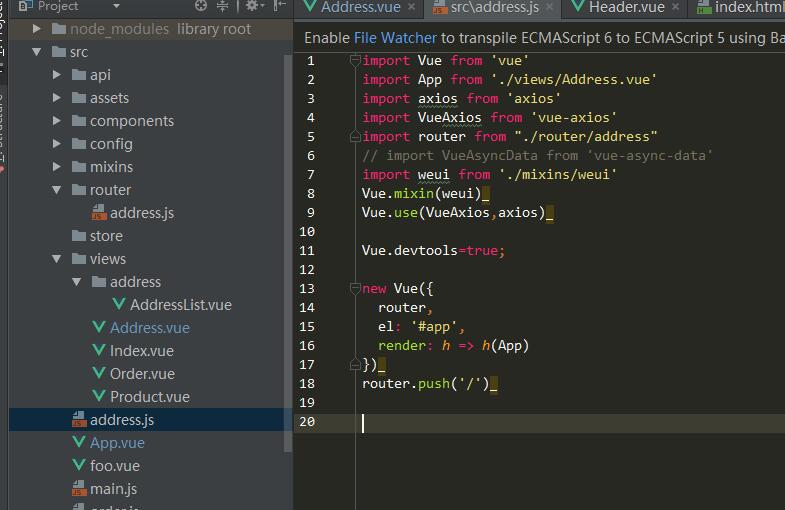 Project
Address.vue × src\address.js × Header.vue × index.html
node_modules library root
src
api
assets
components
config
mixins
router
address.js
store
views
address
AddressList.vue
Address.vue
Index.vue
Order.vue
Product.vue
address.js
App.vue
foo.vue
main.js
Enable File Watcher to transpile ECMAScript 6 to ECMAScript 5 using Ba
1 import Vue from 'vue'
2 import App from './views/Address.vue'
3 import axios from 'axios'
4 import VueAxios from 'vue-axios'
5 import router from "./router/address"
6 // import VueAsyncData from 'vue-async-data'
7 import weui from './mixins/weui'
8 Vue.mixin(weui)
9 Vue.use(VueAxios,axios)
10
11 Vue.devtools=true;
12
13 new Vue({
14 router,
15 el: '#app',
16 render: h => h(App)
17 })
18 router.push('/')
19
20